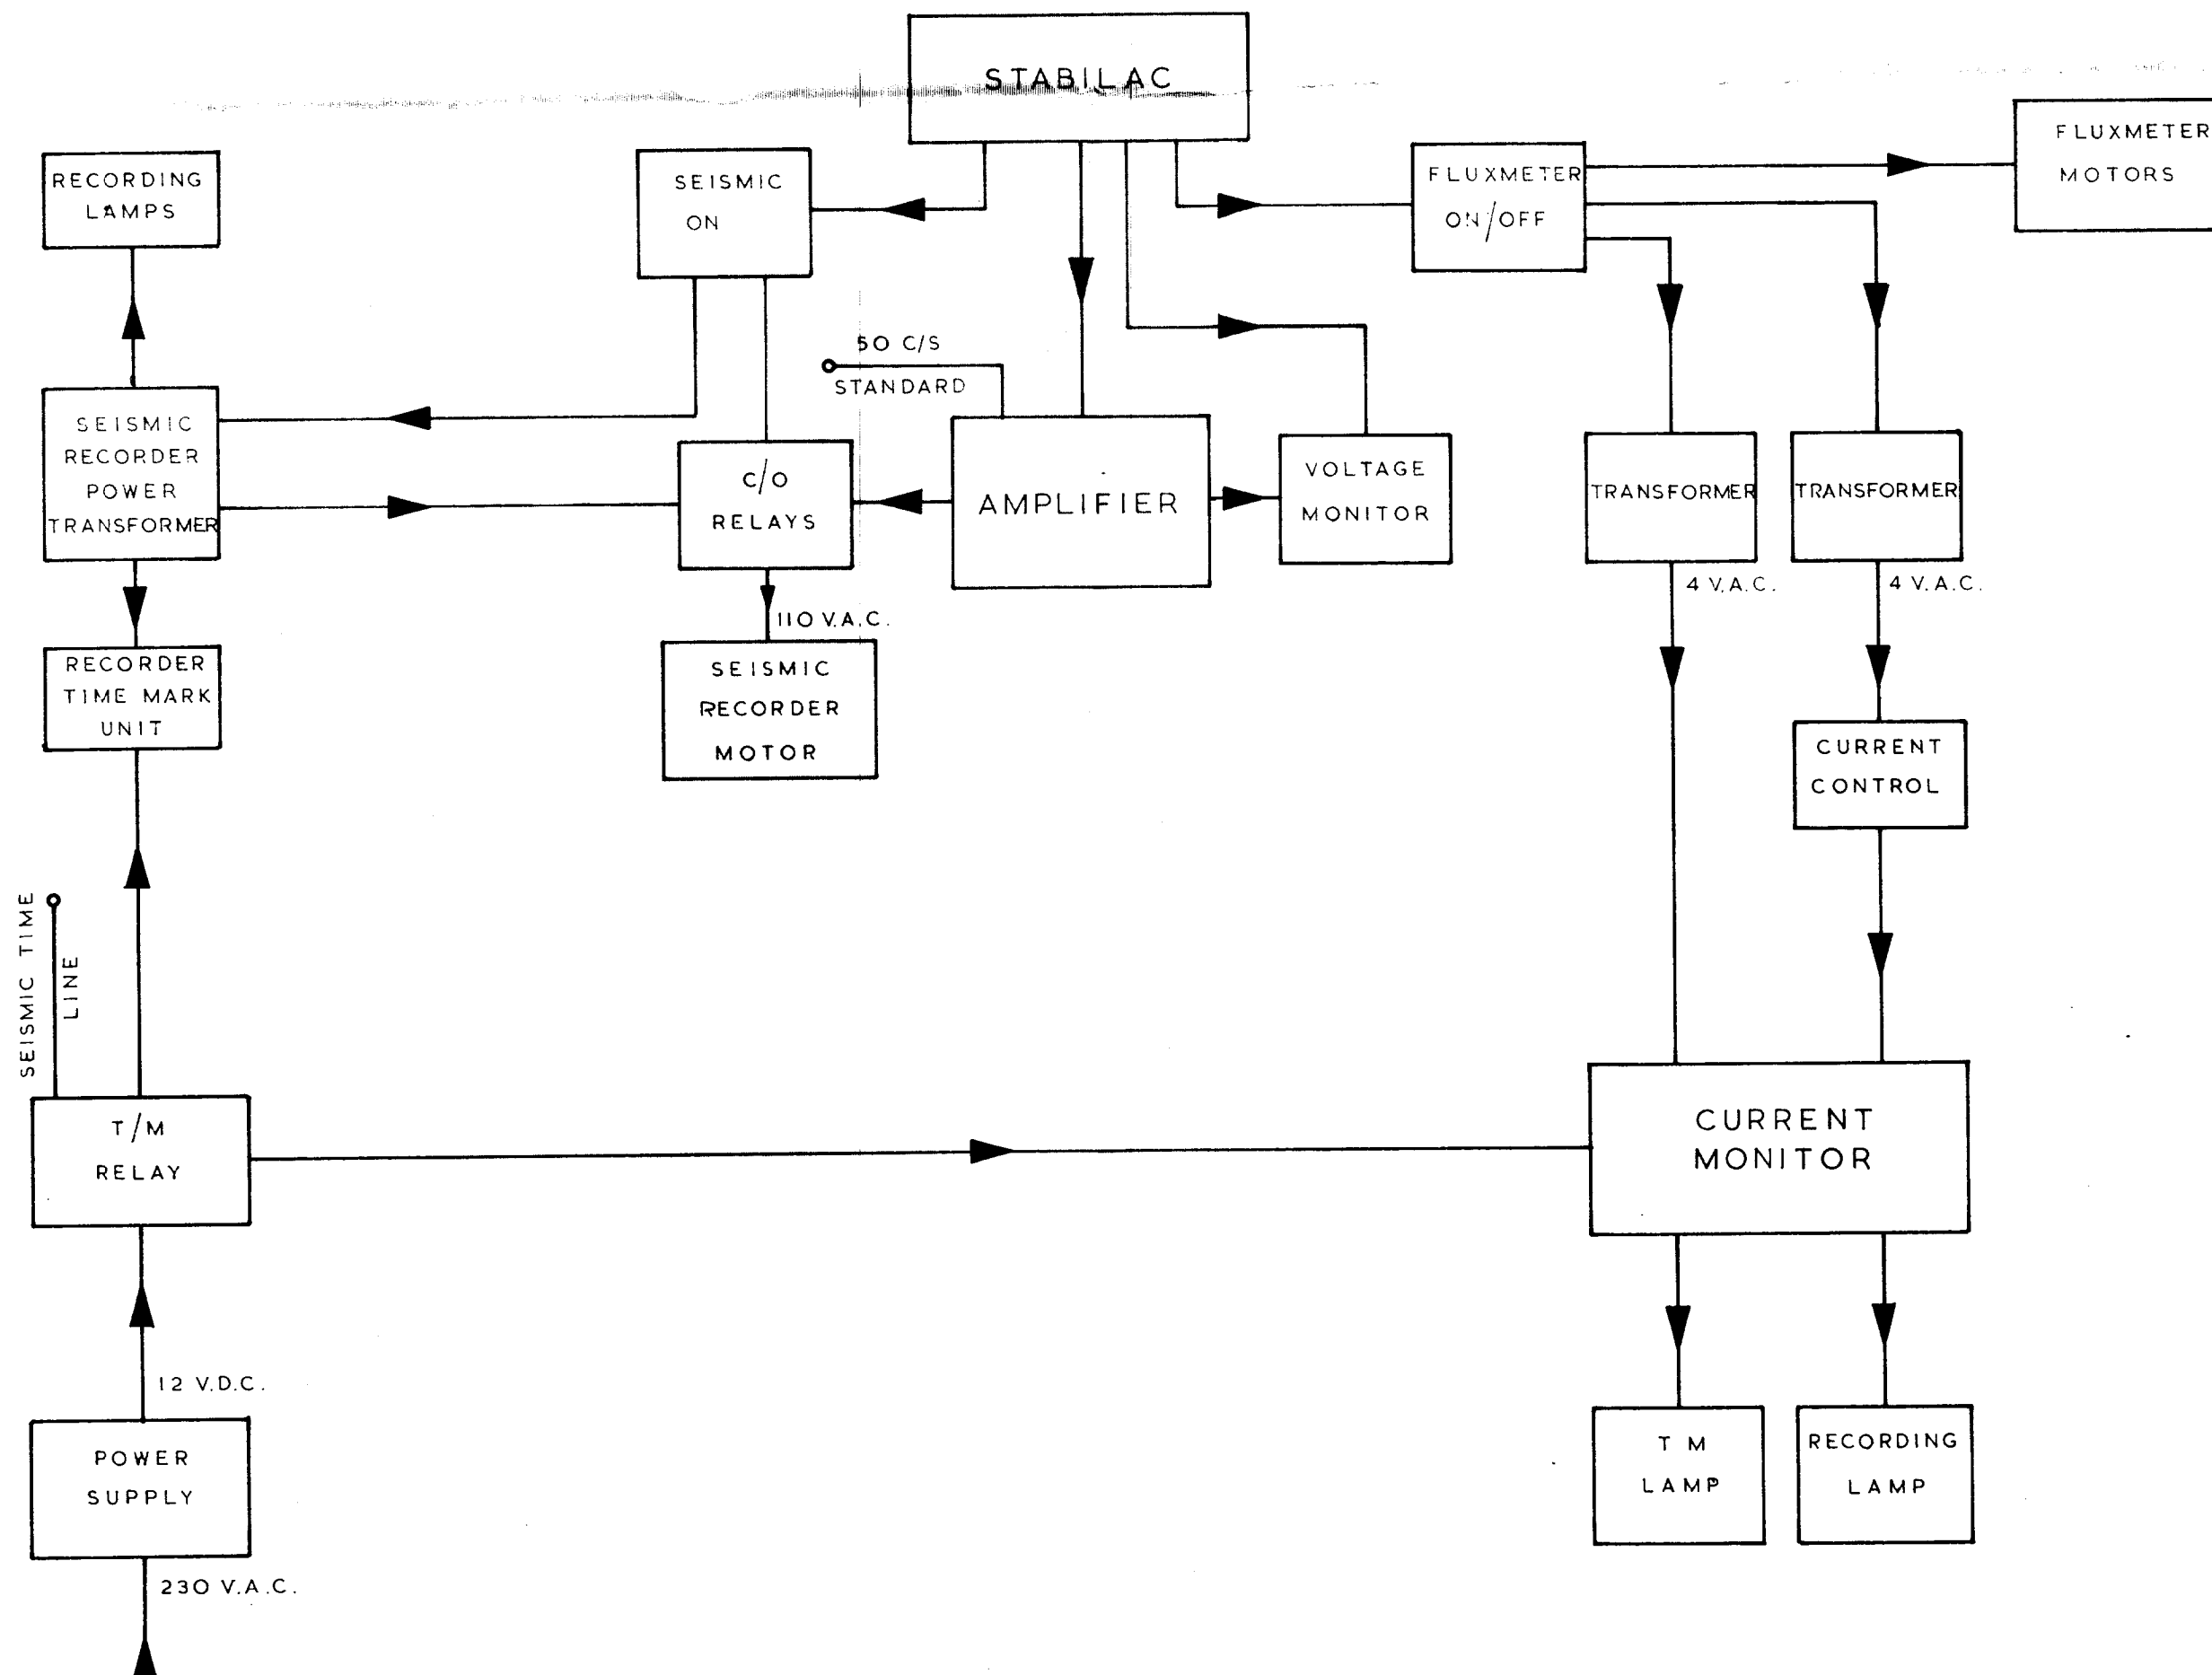 STABILAC
FLUXMETER
MOTORS
RECORDING
LAMPS
SEISMIC
ON
FLUXMETER
ON/OFF
50 C/S
STANDARD
SEISMIC
RECORDER
POWER
TRANSFORMER
C/O
RELAYS
AMPLIFIER
VOLTAGE
MONITOR
TRANSFORMER
TRANSFORMER
4 V.A.C.
4 V.A.C.
110 V.A.C.
RECORDER
TIME MARK
UNIT
SEISMIC
RECORDER
MOTOR
CURRENT
CONTROL
SEISMIC TIME
LINE
T/M
RELAY
CURRENT
MONITOR
12 V.D.C.
POWER
SUPPLY
T M
LAMP
RECORDING
LAMP
230 V.A.C.